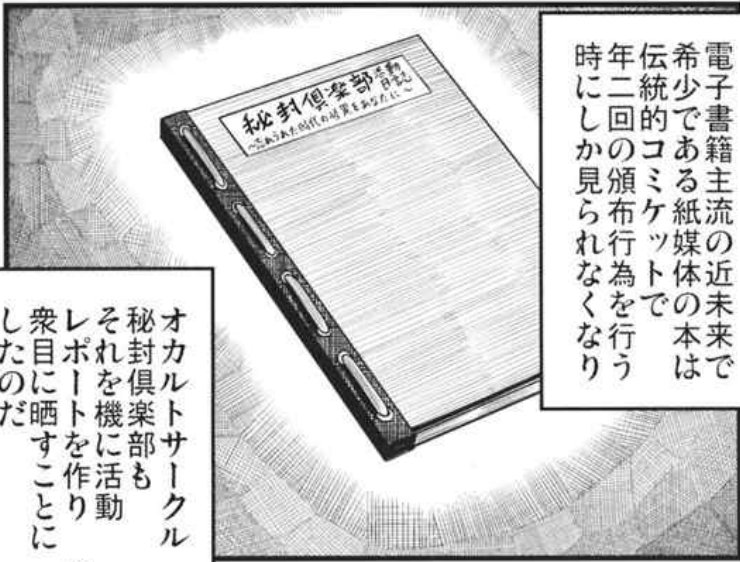 電子書籍主流の近未来で
希少である紙媒体の本は
伝統的コミケットで
年二回の頒布行為を行う
時にしか見られなくなり
秘封倶楽部活動
日記
オカルトサークル
秘封倶楽部も
それを機に活動
レポートを作り
衆目に晒すことに
したのだ